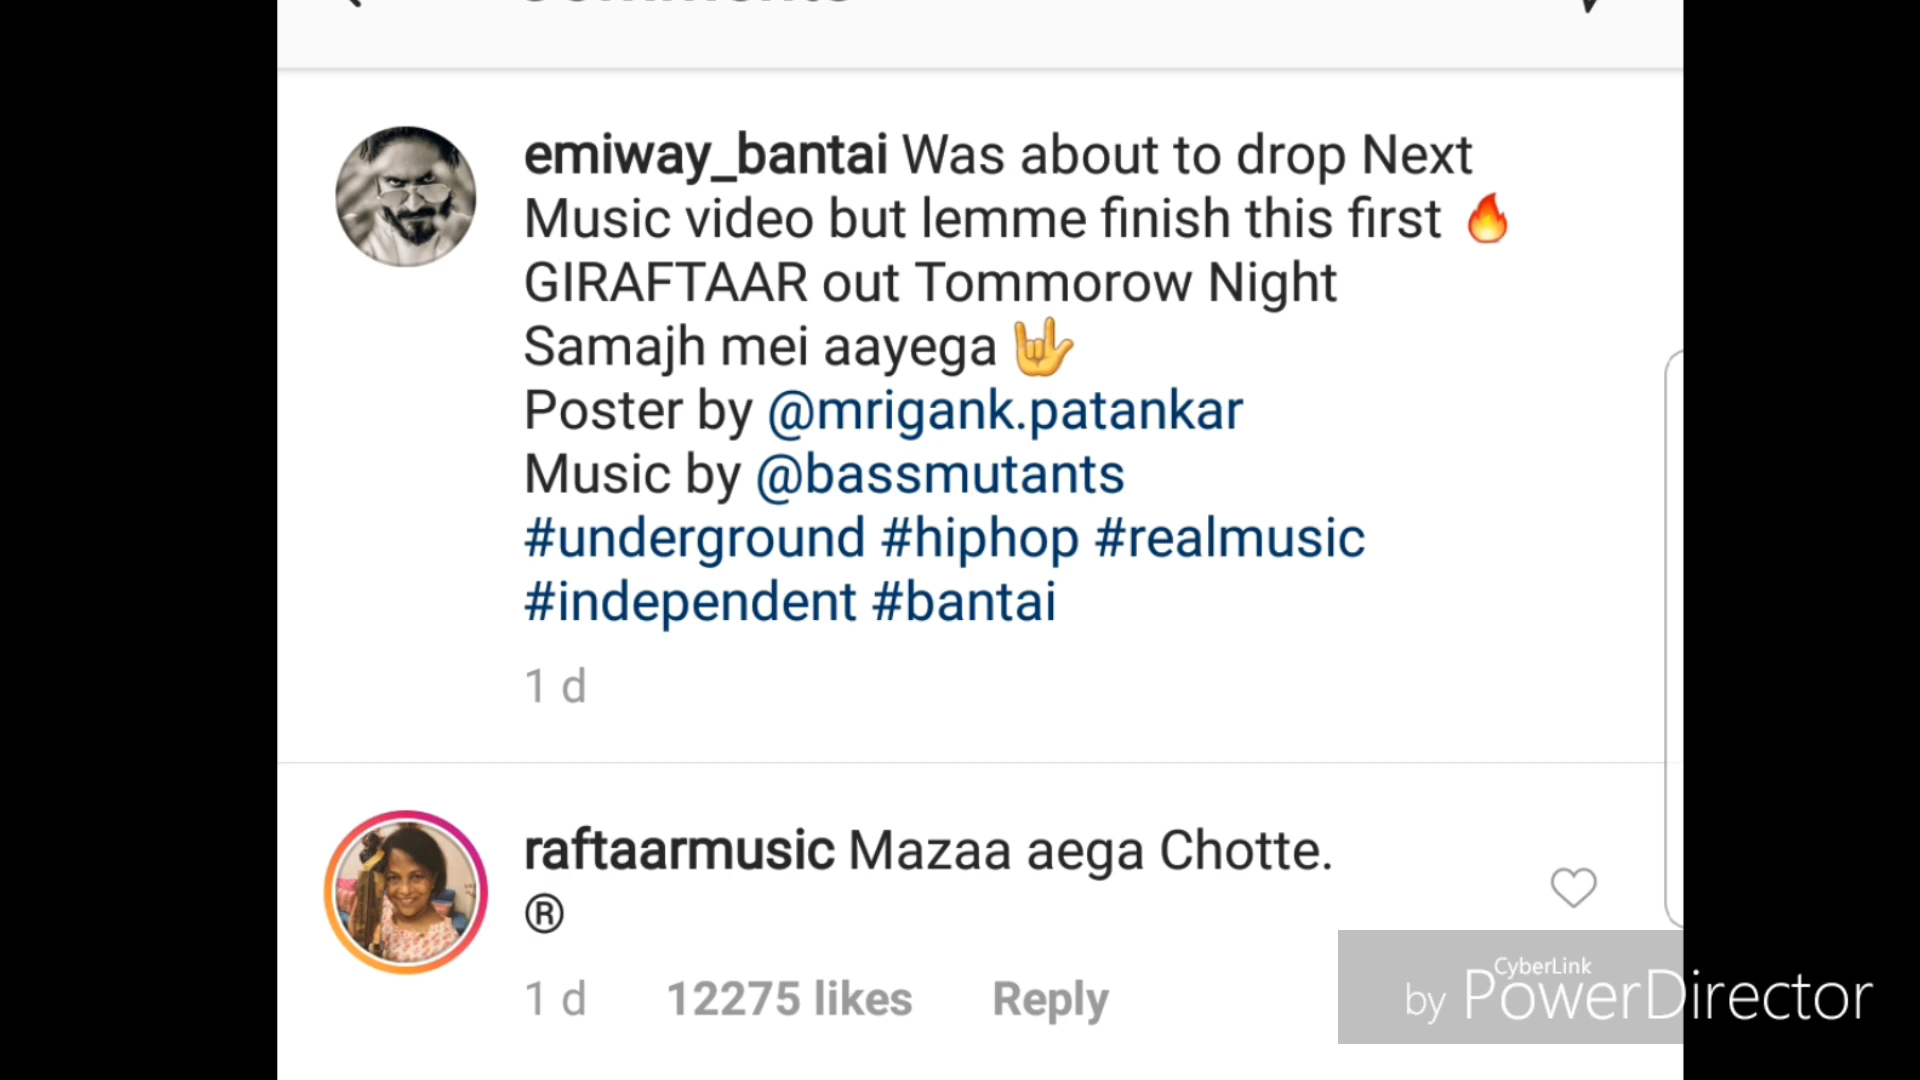 Comments
emiway_bantai Was about to drop Next
Music video but lemme finish this first 🔥
GIRAFTAAR out Tommorow Night
Samajh mei aayega 🤟
Poster by @mrigank.patankar
Music by @bassmutants
#underground #hiphop #realmusic
#independent #bantai
1 d
raftaarmusic Mazaa aega Chotte.
®
1 d 12275 likes Reply
CyberLink
by PowerDirector